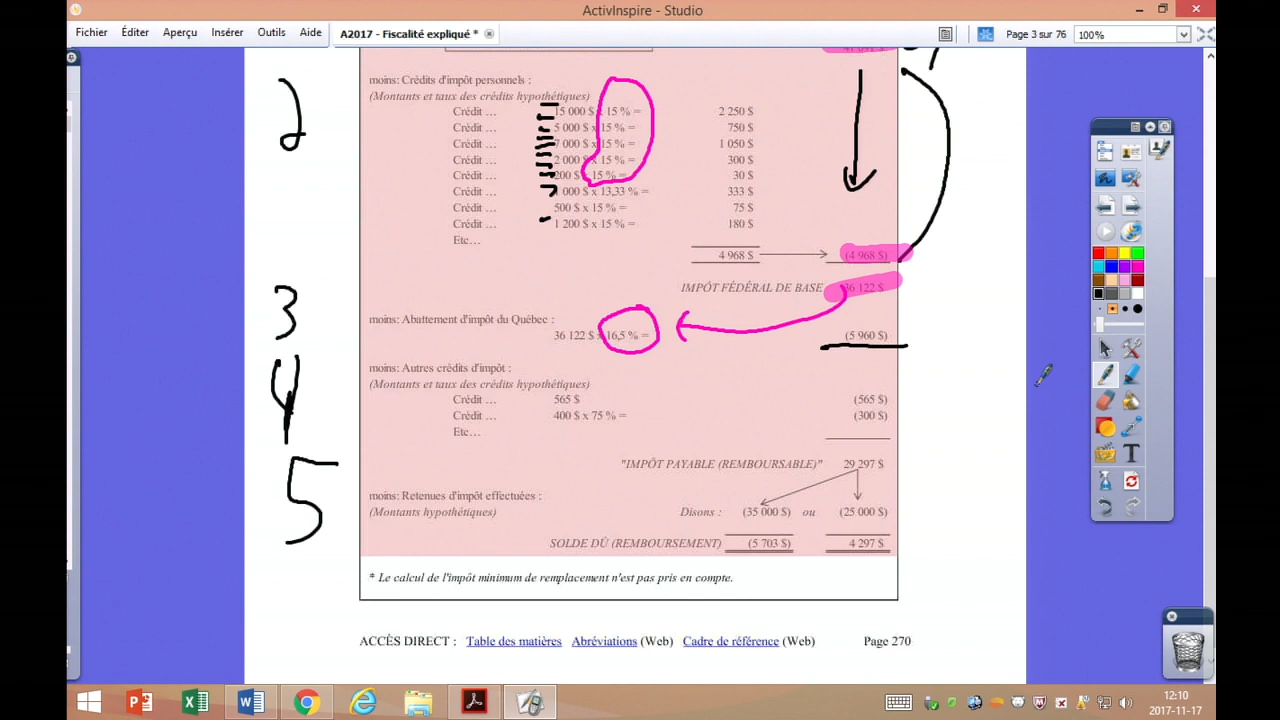 ActivInspire - Studio
Fichier Éditer Aperçu Insérer Outils Aide A2017 - Fiscalité expliqué * Page 3 sur 76 100%
moins: Crédits d'impôt personnels :
(Montants et taux des crédits hypothétiques)
2
Crédit … 15 000 $ x 15 % = 2 250 $
Crédit … 5 000 $ x 15 % = 750 $
Crédit … 7 000 $ x 15 % = 1 050 $
Crédit … 2 000 $ x 15 % = 300 $
Crédit … 200 $ x 15 % = 30 $
Crédit … 000 $ x 13,33 % = 333 $
Crédit … 500 $ x 15 % = 75 $
Crédit … 1 200 $ x 15 % = 180 $
Etc…
4 968 $ (4 968 $)
IMPÔT FÉDÉRAL DE BASE 36 122 $
3
moins: Abattement d'impôt du Québec :
36 122 $ x 16,5 % = (5 960 $)
4
moins: Autres crédits d'impôt :
(Montants et taux des crédits hypothétiques)
Crédit … 565 $ (565 $)
Crédit … 400 $ x 75 % = (300 $)
Etc…
"IMPÔT PAYABLE (REMBOURSABLE)" 29 297 $
5
moins: Retenues d'impôt effectuées :
(Montants hypothétiques) Disons : (35 000 $) ou (25 000 $)
SOLDE DÛ (REMBOURSEMENT) (5 703 $) 4 297 $
* Le calcul de l'impôt minimum de remplacement n'est pas pris en compte.
ACCÈS DIRECT : Table des matières Abréviations (Web) Cadre de référence (Web) Page 270
12:10
2017-11-17